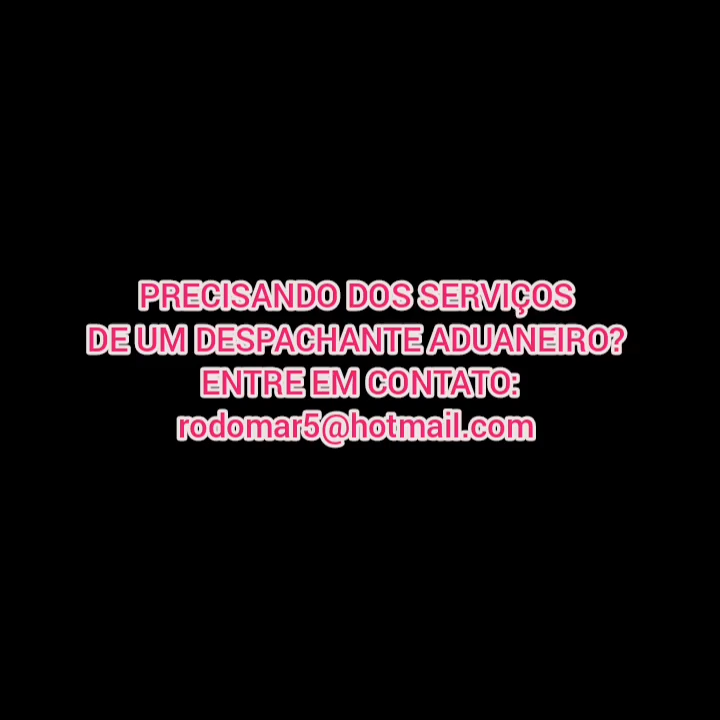 PRECISANDO DOS SERVIÇOS
DE UM DESPACHANTE ADUANEIRO?
ENTRE EM CONTATO:
rodomar5@hotmail.com